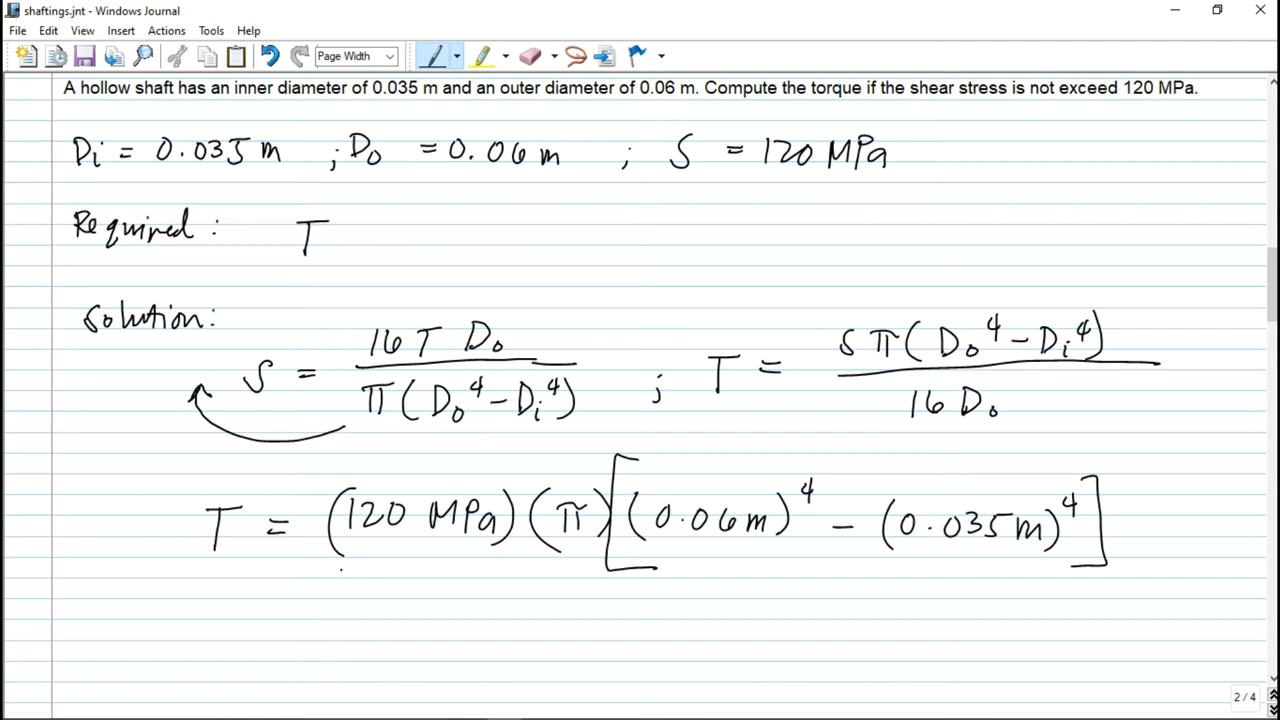 shaftings.jnt - Windows Journal
File Edit View Insert Actions Tools Help
Page Width
A hollow shaft has an inner diameter of 0.035 m and an outer diameter of 0.06 m. Compute the torque if the shear stress is not exceed 120 MPa.
Di = 0.035 m ; Do = 0.06 m ; S = 120 MPa
Required : T
Solution:
S = 16 T Do / π (Do⁴ - Di⁴) ; T = S π (Do⁴ - Di⁴) / 16 Do
T = (120 MPa) (π) [(0.06 m)⁴ - (0.035 m)⁴]
2 / 4